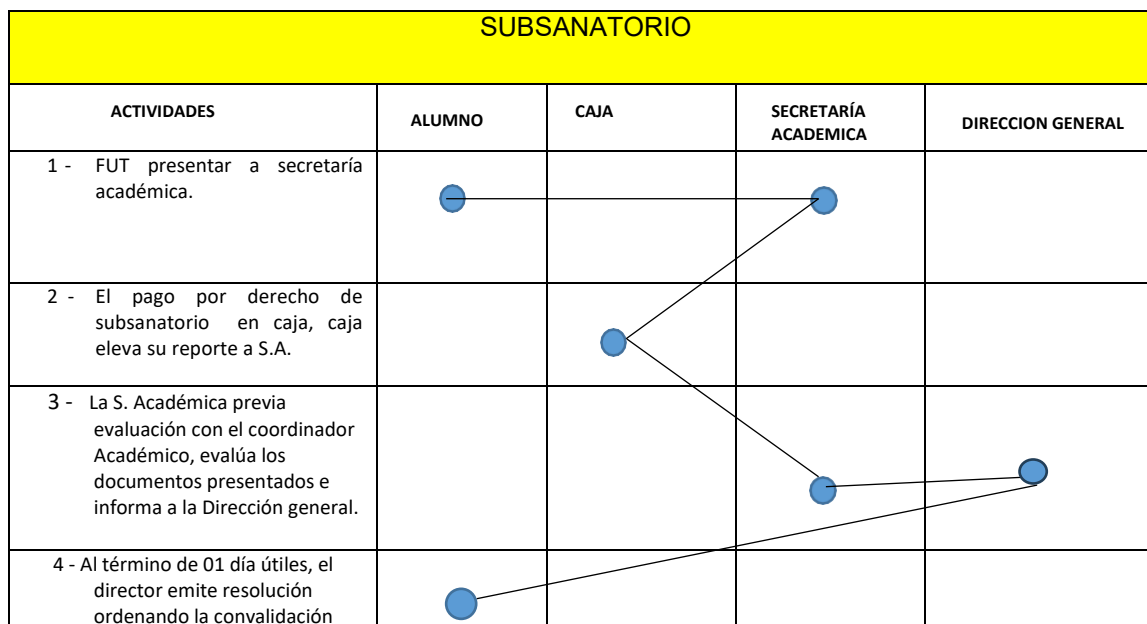 SUBSANATORIO
ACTIVIDADES
ALUMNO
CAJA
SECRETARÍA
ACADEMICA
DIRECCION GENERAL
1 - FUT presentar a secretaría
académica.
2 - El pago por derecho de
subsanatorio en caja, caja
eleva su reporte a S.A.
3 - La S. Académica previa
evaluación con el coordinador
Académico, evalúa los
documentos presentados e
informa a la Dirección general.
4 - Al término de 01 día útiles, el
director emite resolución
ordenando la convalidación